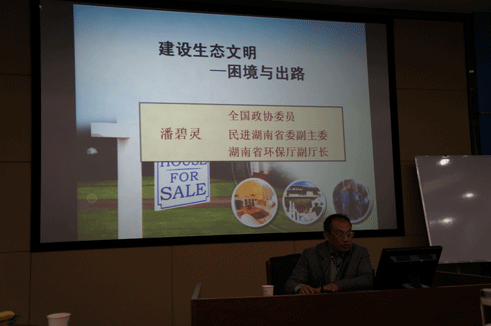 建设生态文明
—困境与出路
全国政协委员
潘碧灵 民进湖南省委副主委
湖南省环保厅副厅长
HOUSE
FOR
SALE